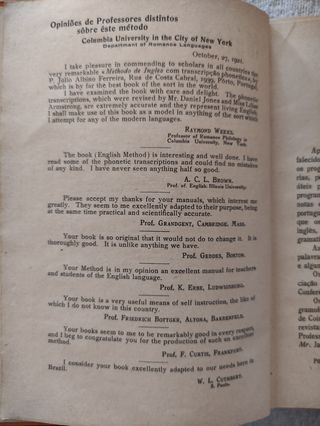 Opiniões de Professores distintos
sôbre êste método
Columbia University in the City of New York
Department of Romance Languages
October, 27, 1921.
I take pleasure in commending to scholars in all countries the
very remarkable «Methodo de Inglês com transcripção phonetica»
P. Julio Albino Ferreira, Rua de Costa Cabral, 1999, Porto, Portugal,
which is by far the best book of the sort in the world.
I have examined the book with care and delight. The phonetic
transcriptions, which were revised by Mr. Daniel Jones and Miss Lilias
Armstrong, are extremely accurate and they represent living English.
I shall make use of this book as a model in anything of the sort which
I attempt for any of the modern languages.
RAYMOND WEEKS.
Professor of Romance Philology in
Columbia University, New York.
The book (English Method) is interesting and well done. I have
read some of the phonetic transcriptions and could find no mistakes
of any kind. I have never seen anything half so good.
A. C. L. BROWN.
Prof. of English Illinois University.
Please accept my thanks for your manuals, which interest me
greatly. They seem to me excellently adapted to their purpose, being
at the same time practical and scientifically accurate.
Prof. GRANDGENT, CAMBRIDGE, MASS.
Your book is so original that it would not do to change it. It is
thoroughly good. It is unlike anything we have.
Prof. GEDDES, BOSTON.
Your Method is in my opinion an excellent manual for teachers
and students of the English language.
Prof. K. ERBE, LUDWIGSBURG.
Your book is a very useful means of self instruction, the like of
which I do not know in this country.
Prof. FRIEDRICH BOTTGER, ALTONA, BAHRENFELD.
Your books seem to me to be remarkably good in every respect,
and I beg to congratulate you for the production of such an excellent
method.
Prof. F. CURTIS, FRANKFORT.
I consider your book excellently adapted to our needs here in
Brazil.
W. L. CUTHBERT.
S. Paulo.